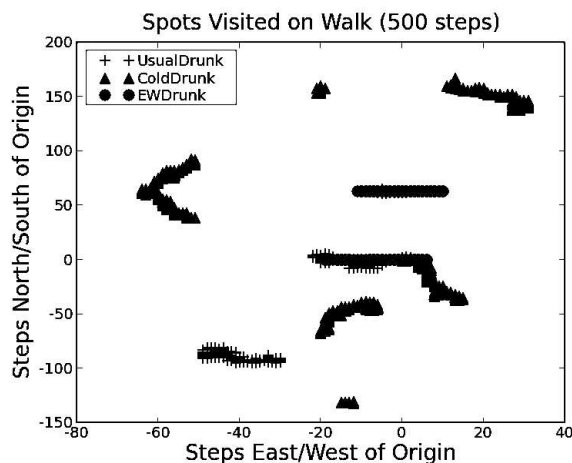 Spots Visited on Walk (500 steps)
UsualDrunk
ColdDrunk
EWDrunk
Steps North/South of Origin
200
150
100
50
0
-50
-100
-150
-80
-60
-40
-20
0
20
40
Steps East/West of Origin